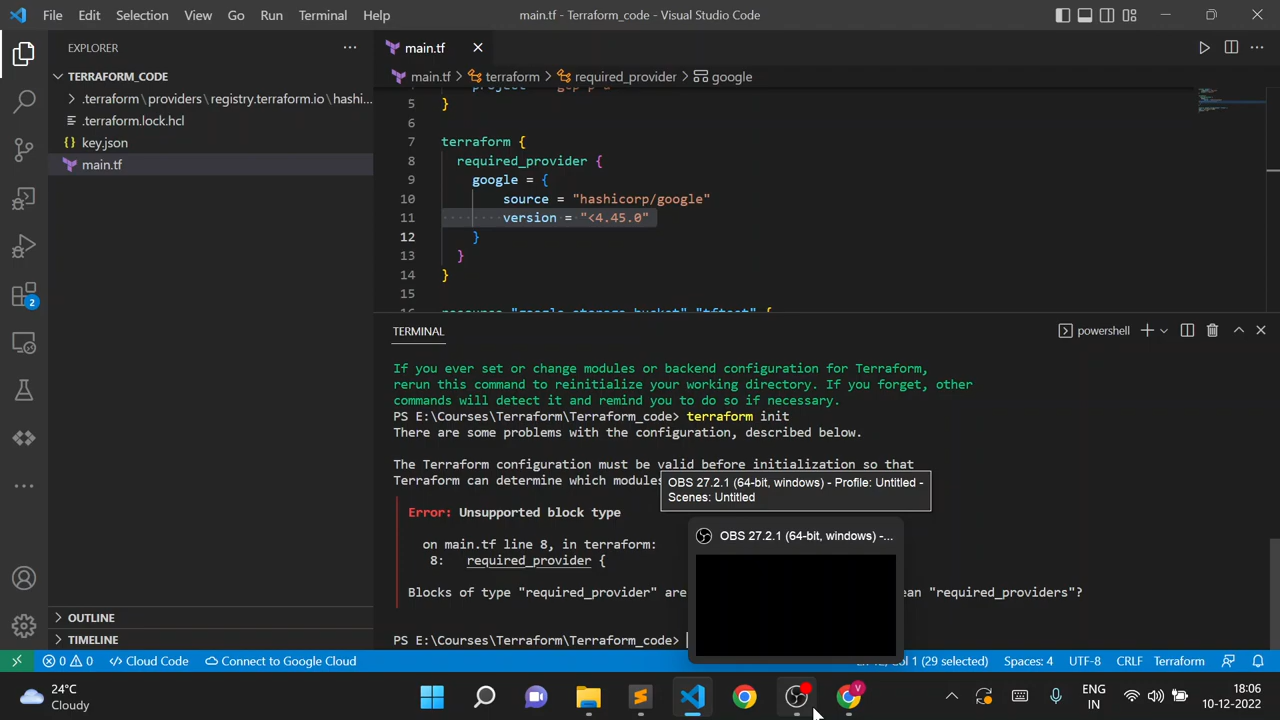 File Edit Selection View Go Run Terminal Help
main.tf - Terraform_code - Visual Studio Code
EXPLORER
TERRAFORM_CODE
.terraform\providers\registry.terraform.io\hashi...
.terraform.lock.hcl
{} key.json
main.tf
OUTLINE
TIMELINE
2
main.tf
main.tf > terraform > required_provider > google
5 }
6
7 terraform {
8 required_provider {
9 google = {
10 source = "hashicorp/google"
11 version = "<4.45.0"
12 }
13 }
14 }
15
TERMINAL
powershell
If you ever set or change modules or backend configuration for Terraform,
rerun this command to reinitialize your working directory. If you forget, other
commands will detect it and remind you to do so if necessary.
PS E:\Courses\Terraform\Terraform_code> terraform init
There are some problems with the configuration, described below.
The Terraform configuration must be valid before initialization so that
Terraform can determine which modules
Error: Unsupported block type
on main.tf line 8, in terraform:
8: required_provider {
Blocks of type "required_provider" are
"required_providers"?
PS E:\Courses\Terraform\Terraform_code>
OBS 27.2.1 (64-bit, windows) - Profile: Untitled -
Scenes: Untitled
OBS 27.2.1 (64-bit, windows) -...
0 0 Cloud Code Connect to Google Cloud
(29 selected) Spaces: 4 UTF-8 CRLF Terraform
24°C
Cloudy
V
ENG
IN
18:06
10-12-2022